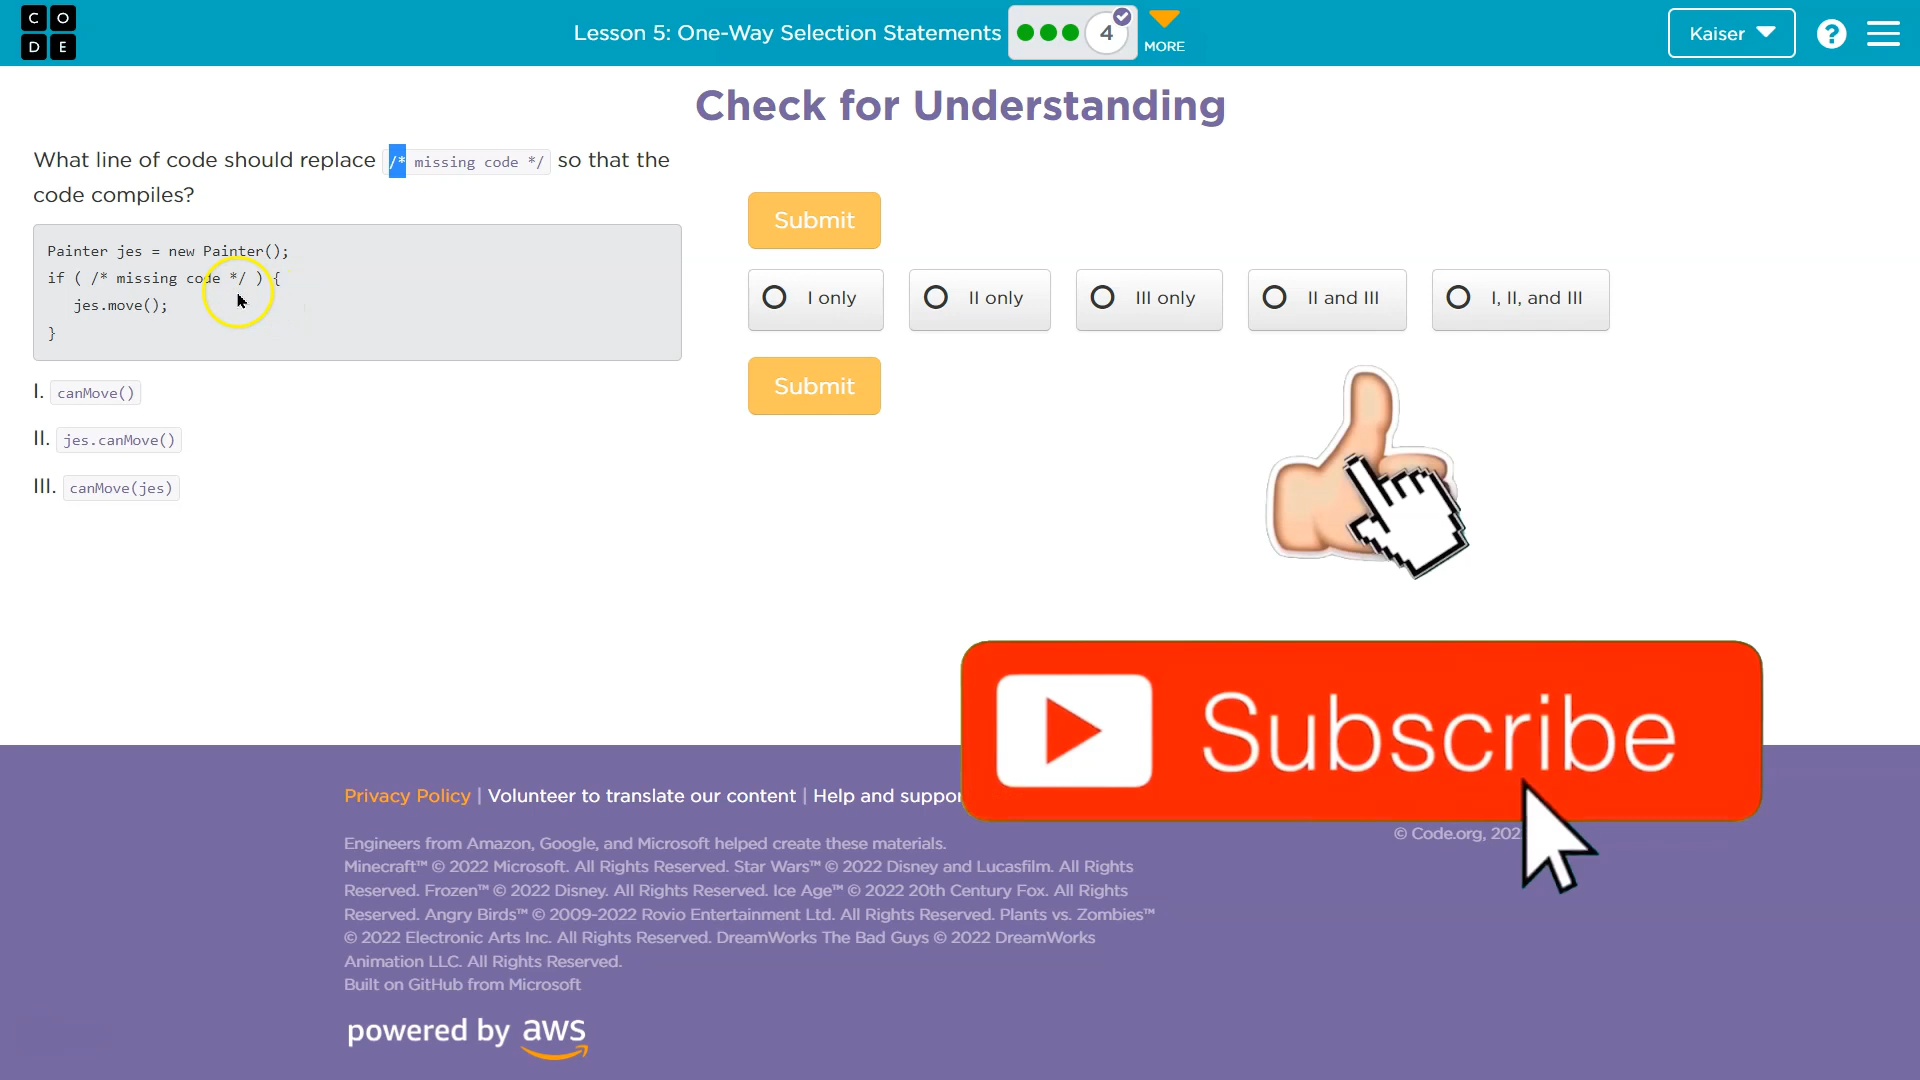 C O
D E
Lesson 5: One-Way Selection Statements
4
MORE
Kaiser
?
Check for Understanding
What line of code should replace /* missing code */ so that the
code compiles?
Painter jes = new Painter();
if ( /* missing code */ ) {
jes.move();
}
I. canMove()
II. jes.canMove()
III. canMove(jes)
Submit
I only
II only
III only
II and III
I, II, and III
Submit
Subscribe
Privacy Policy | Volunteer to translate our content | Help and suppor
© Code.org, 202
Engineers from Amazon, Google, and Microsoft helped create these materials.
Minecraft™ © 2022 Microsoft. All Rights Reserved. Star Wars™ © 2022 Disney and Lucasfilm. All Rights
Reserved. Frozen™ © 2022 Disney. All Rights Reserved. Ice Age™ © 2022 20th Century Fox. All Rights
Reserved. Angry Birds™ © 2009-2022 Rovio Entertainment Ltd. All Rights Reserved. Plants vs. Zombies™
© 2022 Electronic Arts Inc. All Rights Reserved. DreamWorks The Bad Guys © 2022 DreamWorks
Animation LLC. All Rights Reserved.
Built on GitHub from Microsoft
powered by aws